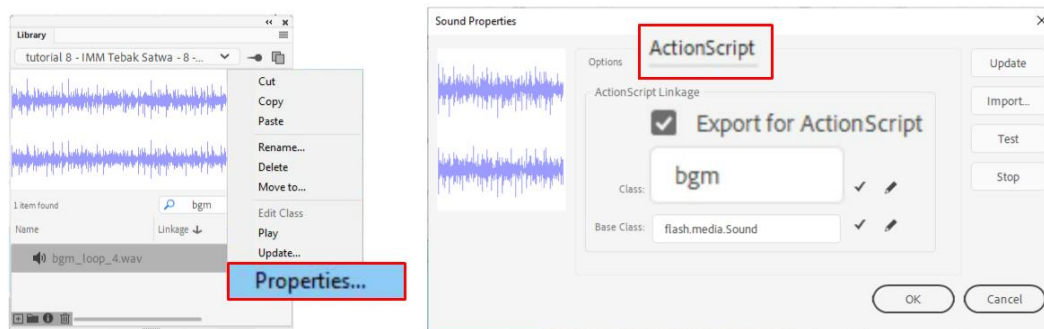 Library
tutorial 8 - IMM Tebak Satwa - 8 -...
Cut
Copy
Paste
Rename...
Delete
Move to...
Edit Class
Play
Update...
Properties...
1 item found
bgm
Name
Linkage
bgm_loop_4.wav
Sound Properties
Options
ActionScript
ActionScript Linkage
Export for ActionScript
Class:
bgm
Base Class:
flash.media.Sound
Update
Import...
Test
Stop
OK
Cancel